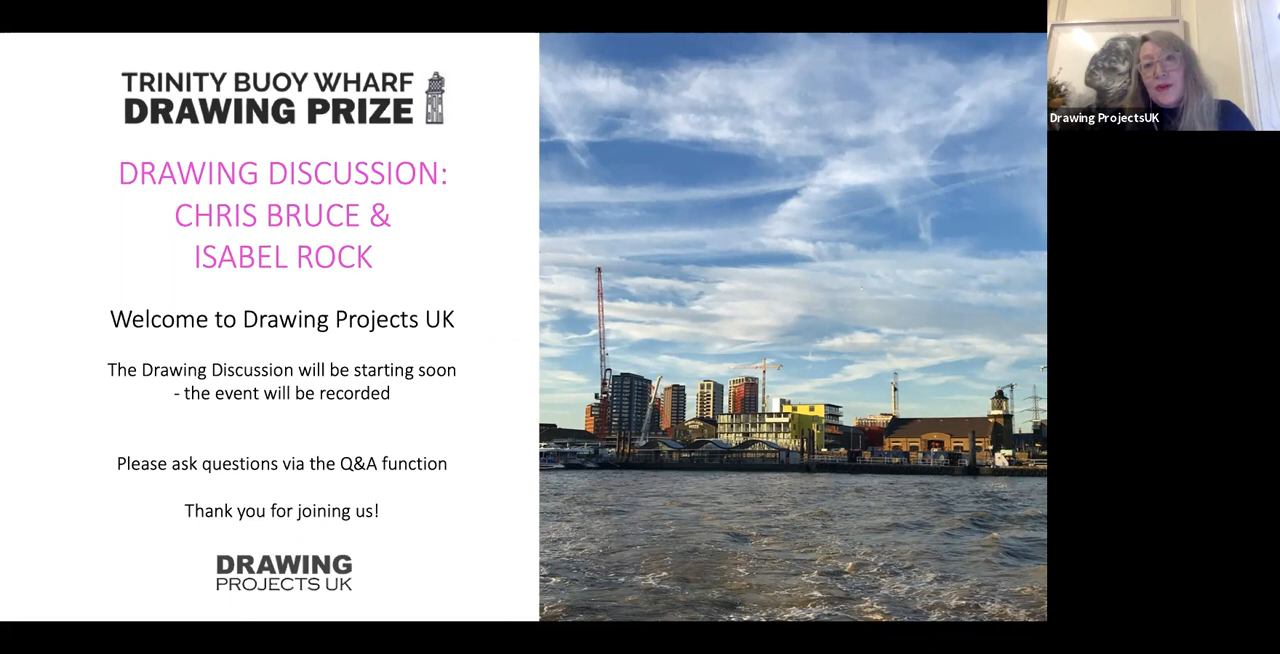 TRINITY BUOY WHARF
DRAWING PRIZE
DRAWING DISCUSSION:
CHRIS BRUCE &
ISABEL ROCK
Welcome to Drawing Projects UK
The Drawing Discussion will be starting soon
- the event will be recorded
Please ask questions via the Q&A function
Thank you for joining us!
DRAWING
PROJECTS UK
Drawing ProjectsUK